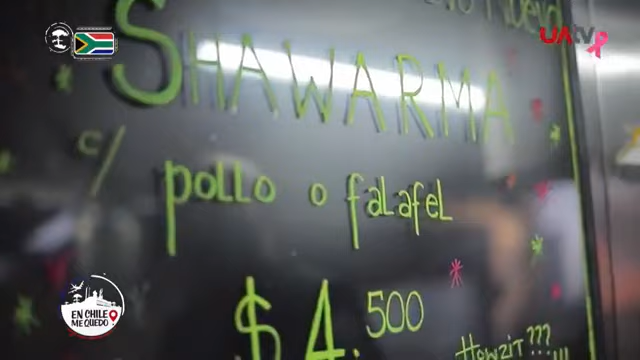 UAtv
SHAWARMA
c/
pollo o falafel
$4.500
Howzit???
EN CHILE
ME QUEDO